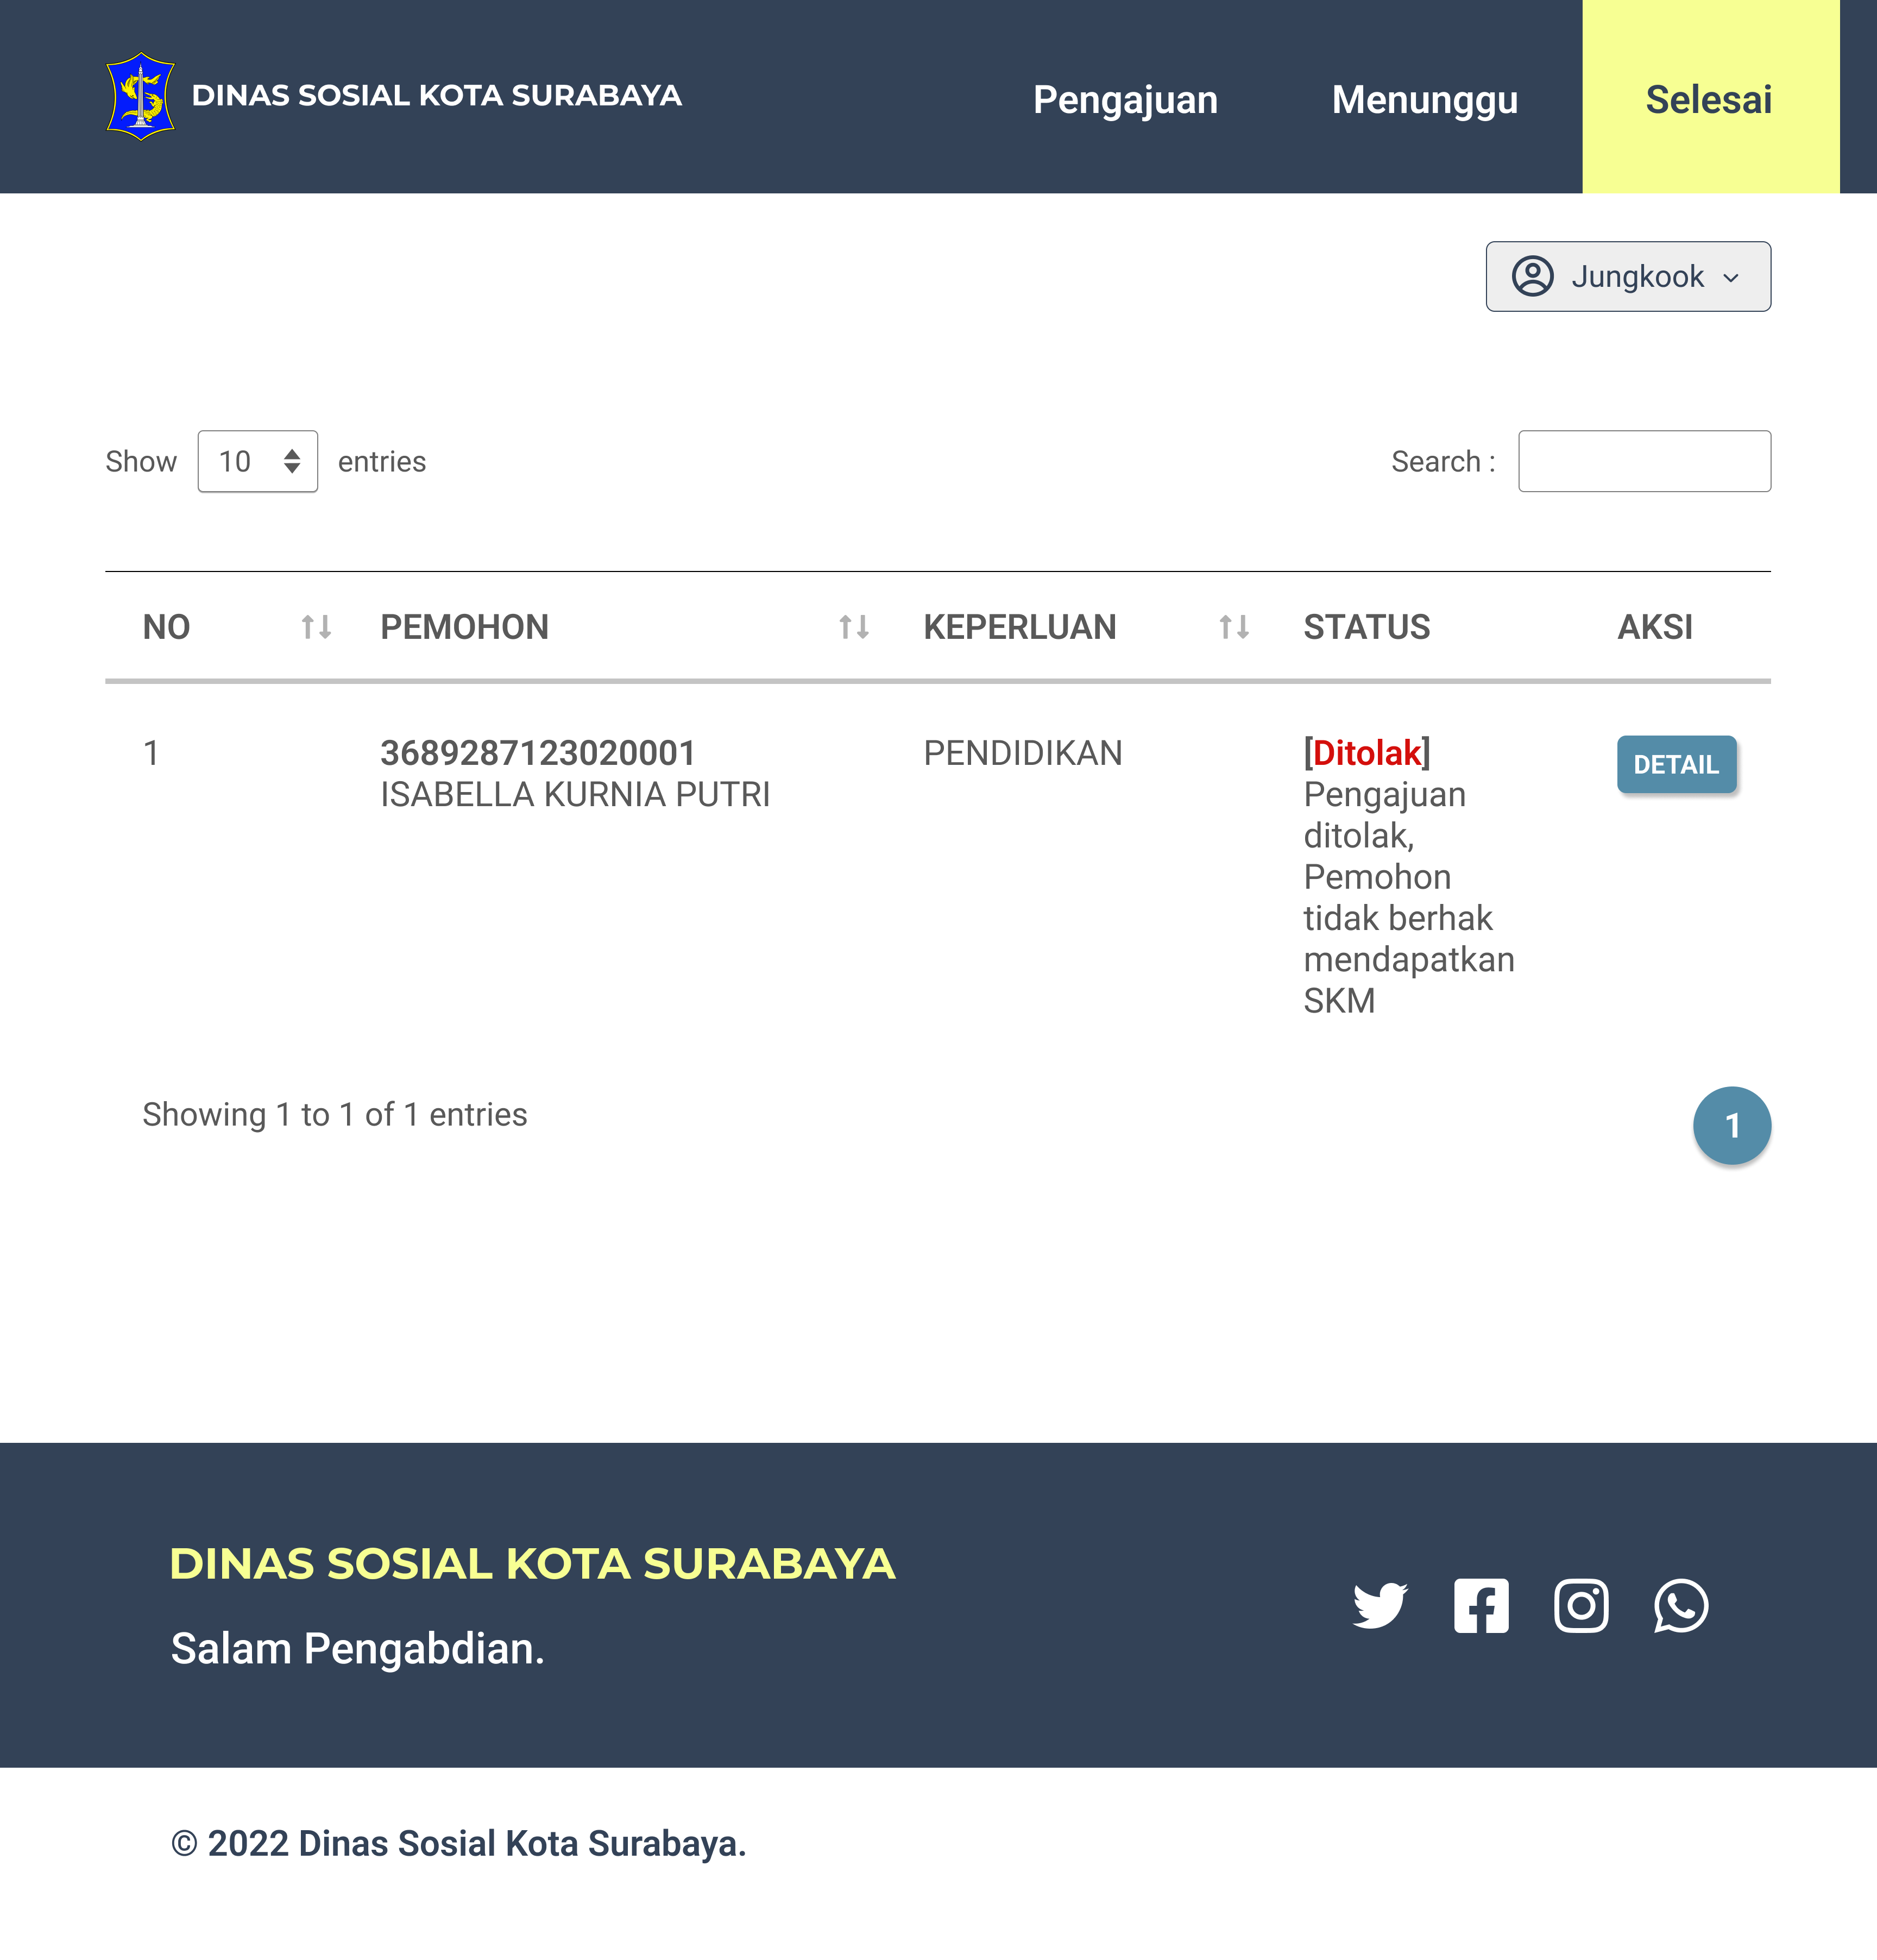 DINAS SOSIAL KOTA SURABAYA
Pengajuan
Menunggu
Selesai
Jungkook
Show 10 entries
Search :
NO PEMOHON KEPERLUAN STATUS AKSI
1 3689287123020001 PENDIDIKAN [Ditolak] DETAIL
ISABELLA KURNIA PUTRI
Pengajuan
ditolak,
Pemohon
tidak berhak
mendapatkan
SKM
Showing 1 to 1 of 1 entries
1
DINAS SOSIAL KOTA SURABAYA
Salam Pengabdian.
© 2022 Dinas Sosial Kota Surabaya.